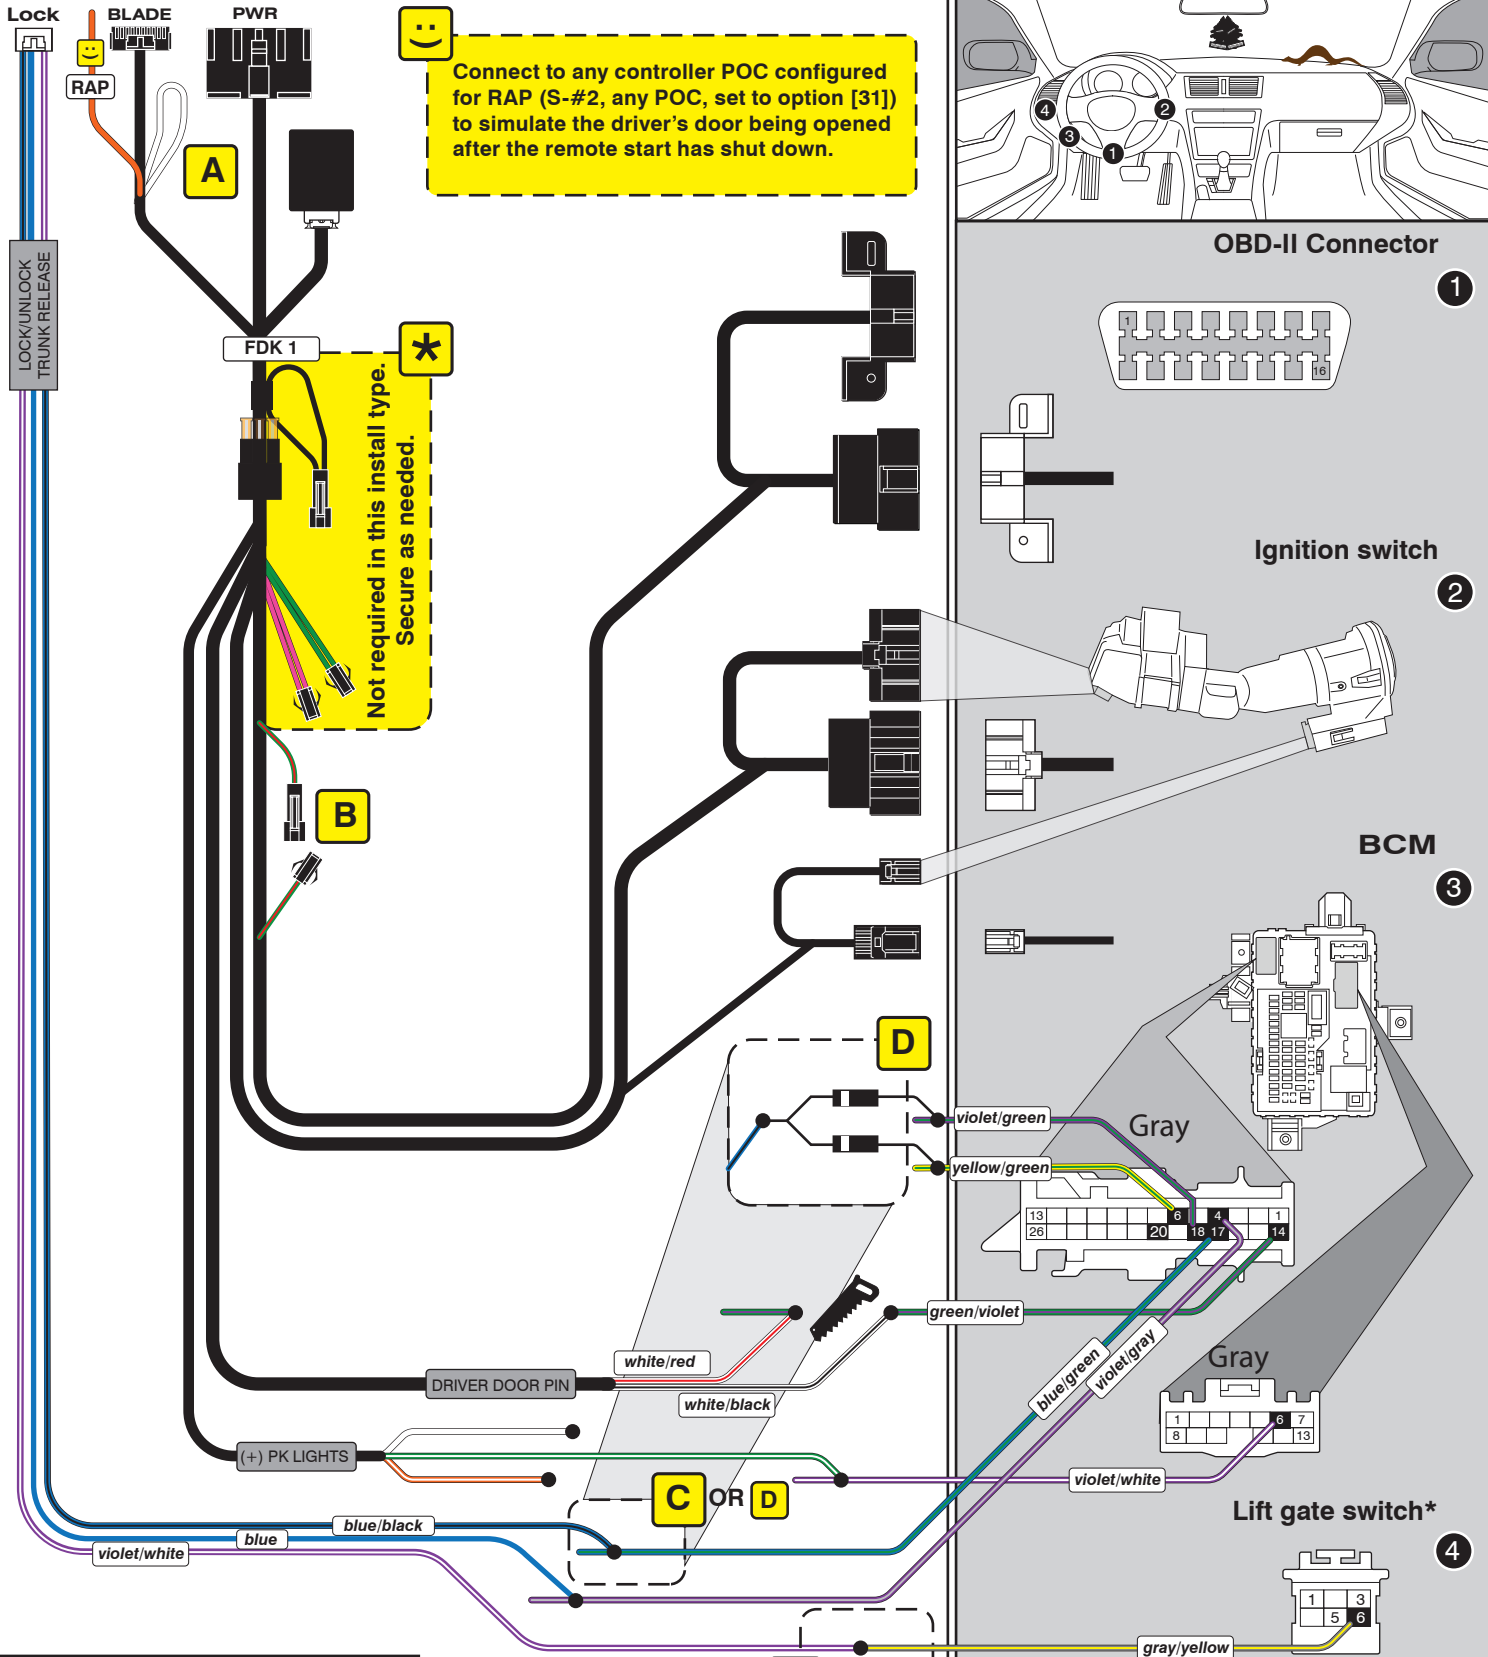 Lock
BLADE
PWR
RAP
A
Connect to any controller POC configured
for RAP (S-#2, any POC, set to option [31])
to simulate the driver's door being opened
after the remote start has shut down.
4
3
1
2
OBD-II Connector
1
1
16
LOCK/UNLOCK
TRUNK RELEASE
FDK 1
*
Not required in this install type.
Secure as needed.
Ignition switch
2
B
BCM
3
D
violet/green
Gray
yellow/green
13
6
4
1
26
20
18
17
14
green/violet
white/red
DRIVER DOOR PIN
white/black
blue/green
violet/gray
Gray
1
6
7
8
13
(+) PK LIGHTS
violet/white
C OR D
Lift gate switch*
4
blue/black
blue
violet/white
1
3
5
6
gray/yellow